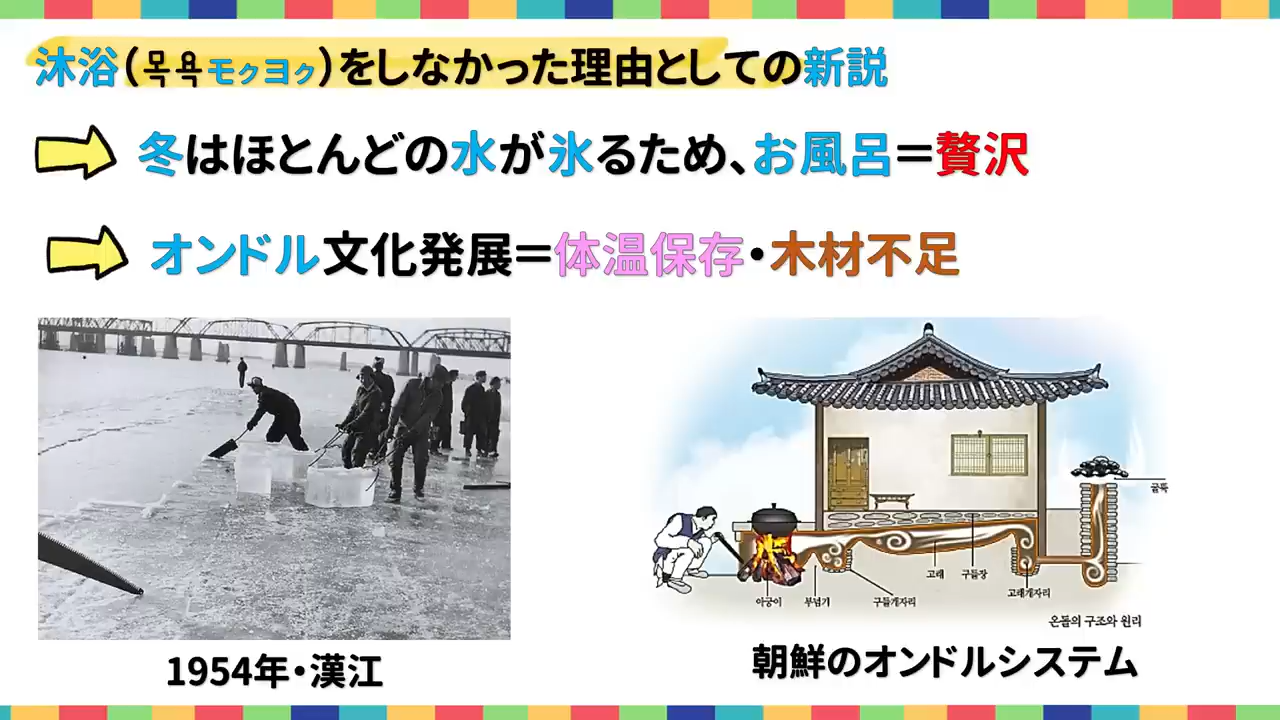 沐浴(목욕モクヨク)をしなかった理由としての新説
冬はほとんどの水が氷るため、お風呂=贅沢
オンドル文化発展=体温保存・木材不足
굴뚝
고래
구들장
고래개자리
아궁이
부넘기
구들개자리
온돌의 구조와 원리
1954年・漢江
朝鮮のオンドルシステム